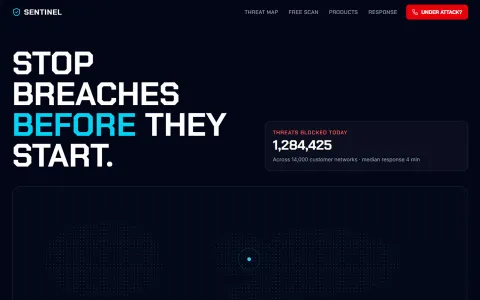 SENTINEL
THREAT MAP
FREE SCAN
PRODUCTS
RESPONSE
UNDER ATTACK?
STOP
BREACHES
BEFORE THEY
START.
THREATS BLOCKED TODAY
1,284,425
Across 14,000 customer networks · median response 4 min